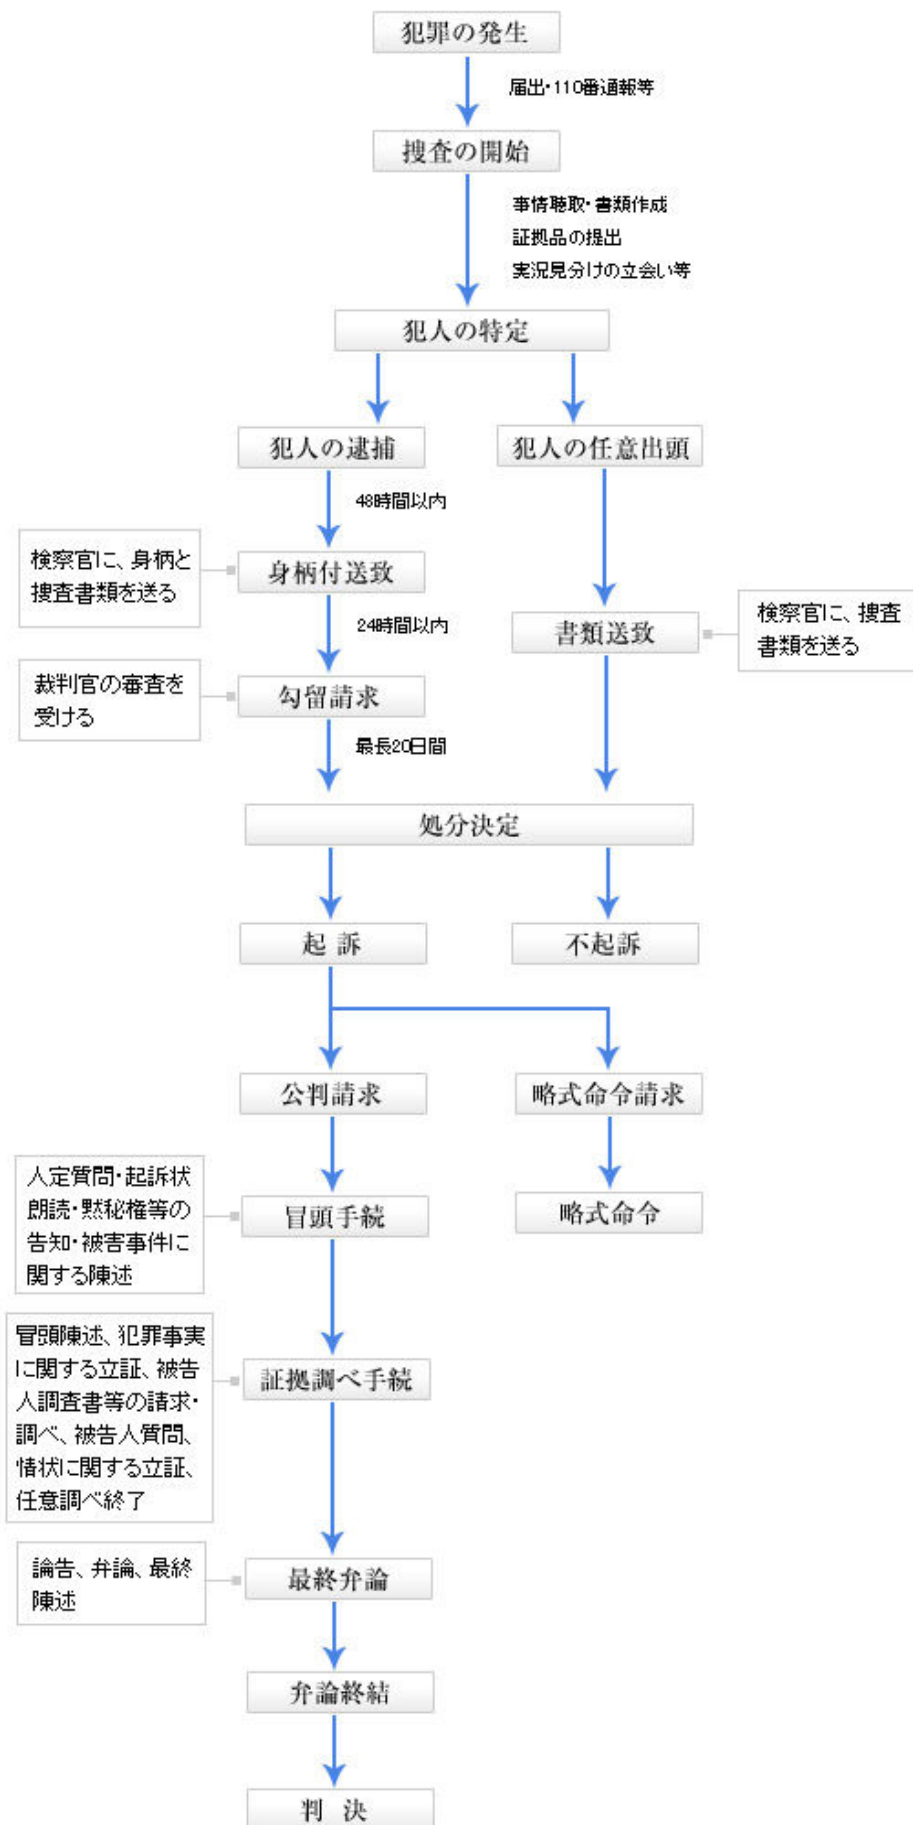 犯罪の発生
届出・110番通報等
捜査の開始
事情聴取・書類作成
証拠品の提出
実況見分けの立会い等
犯人の特定
犯人の逮捕
犯人の任意出頭
48時間以内
検察官に、身柄と
捜査書類を送る
身柄付送致
24時間以内
書類送致
検察官に、捜査
書類を送る
裁判官の審査を
受ける
勾留請求
最長20日間
処分決定
起 訴
不起訴
公判請求
略式命令請求
人定質問・起訴状
朗読・黙秘権等の
告知・被害事件に
関する陳述
冒頭手続
略式命令
冒頭陳述、犯罪事実
に関する立証、被告
人調査書等の請求・
調べ、被告人質問、
情状に関する立証、
任意調べ終了
証拠調べ手続
論告、弁論、最終
陳述
最終弁論
弁論終結
判 決